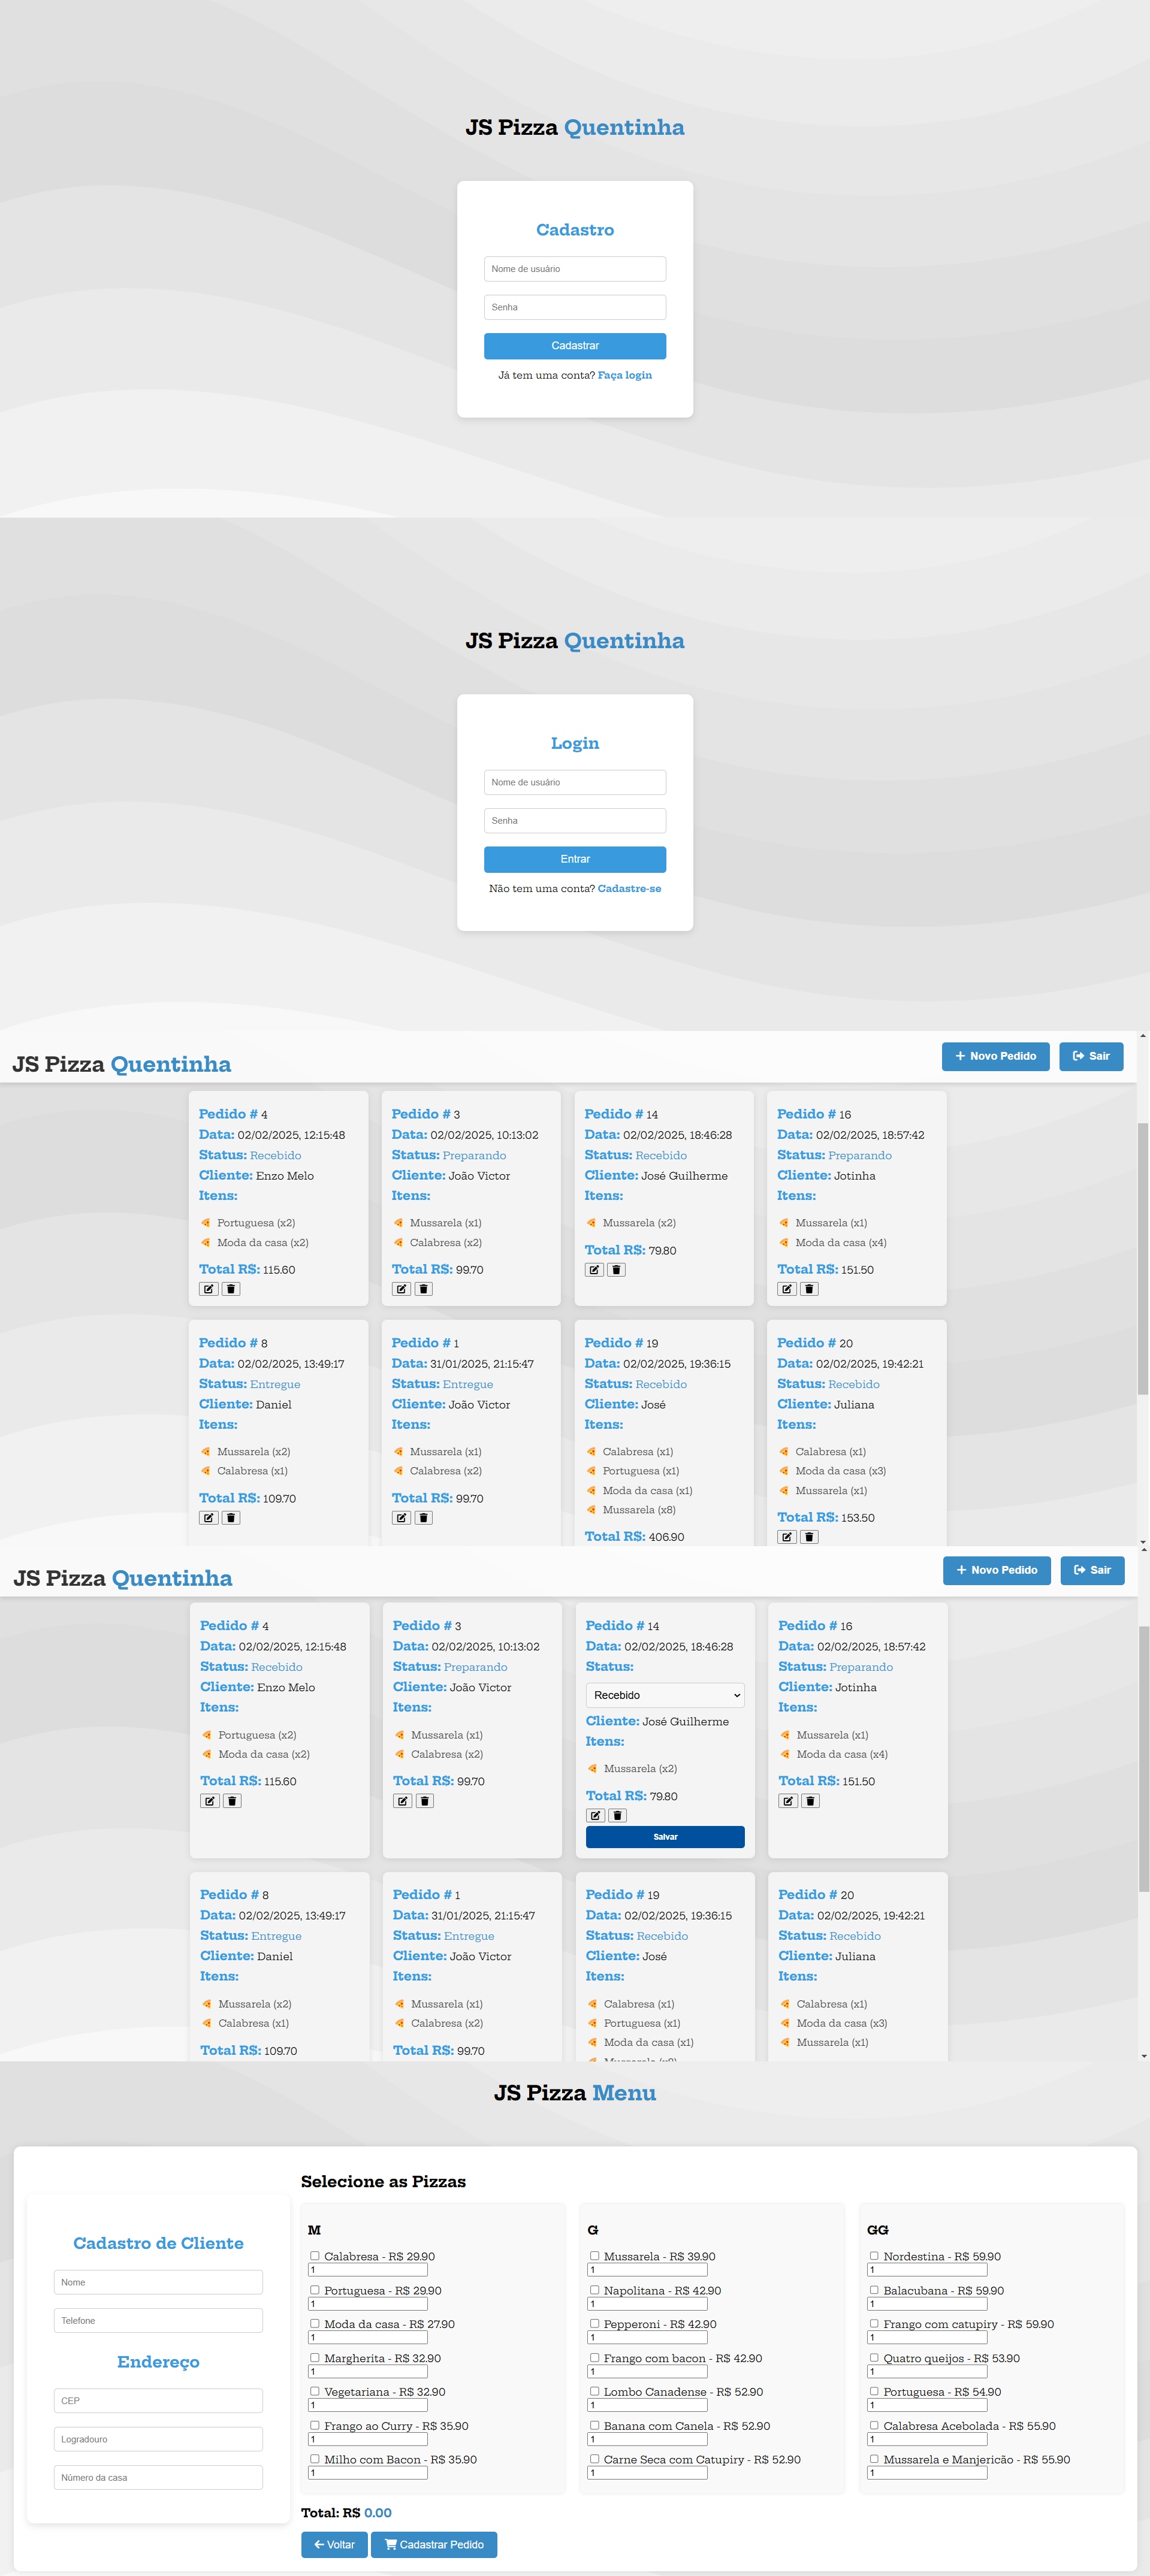 JS Pizza Quentinha
Cadastro
Nome de usuário
Senha
Cadastrar
Já tem uma conta? Faça login
JS Pizza Quentinha
Login
Nome de usuário
Senha
Entrar
Não tem uma conta? Cadastre-se
JS Pizza Quentinha
Novo Pedido
Sair
Pedido # 4
Data: 02/02/2025, 12:15:48
Status: Recebido
Cliente: Enzo Melo
Itens:
Portuguesa (x2)
Moda da casa (x2)
Total R$: 115.60
Pedido # 3
Data: 02/02/2025, 10:13:02
Status: Preparando
Cliente: João Victor
Itens:
Mussarela (x1)
Calabresa (x2)
Total R$: 99.70
Pedido # 14
Data: 02/02/2025, 18:46:28
Status: Recebido
Cliente: José Guilherme
Itens:
Mussarela (x2)
Total R$: 79.80
Pedido # 16
Data: 02/02/2025, 18:57:42
Status: Preparando
Cliente: Jotinha
Itens:
Mussarela (x1)
Moda da casa (x4)
Total R$: 151.50
Pedido # 8
Data: 02/02/2025, 13:49:17
Status: Entregue
Cliente: Daniel
Itens:
Mussarela (x2)
Calabresa (x1)
Total R$: 109.70
Pedido # 1
Data: 31/01/2025, 21:15:47
Status: Entregue
Cliente: João Victor
Itens:
Mussarela (x1)
Calabresa (x2)
Total R$: 99.70
Pedido # 19
Data: 02/02/2025, 19:36:15
Status: Recebido
Cliente: José
Itens:
Calabresa (x1)
Portuguesa (x1)
Moda da casa (x1)
Mussarela (x8)
Total R$: 406.90
Pedido # 20
Data: 02/02/2025, 19:42:21
Status: Recebido
Cliente: Juliana
Itens:
Calabresa (x1)
Moda da casa (x3)
Mussarela (x1)
Total R$: 153.50
JS Pizza Quentinha
Novo Pedido
Sair
Pedido # 4
Data: 02/02/2025, 12:15:48
Status: Recebido
Cliente: Enzo Melo
Itens:
Portuguesa (x2)
Moda da casa (x2)
Total R$: 115.60
Pedido # 3
Data: 02/02/2025, 10:13:02
Status: Preparando
Cliente: João Victor
Itens:
Mussarela (x1)
Calabresa (x2)
Total R$: 99.70
Pedido # 14
Data: 02/02/2025, 18:46:28
Status:
Recebido
Cliente: José Guilherme
Itens:
Mussarela (x2)
Total R$: 79.80
Salvar
Pedido # 16
Data: 02/02/2025, 18:57:42
Status: Preparando
Cliente: Jotinha
Itens:
Mussarela (x1)
Moda da casa (x4)
Total R$: 151.50
Pedido # 8
Data: 02/02/2025, 13:49:17
Status: Entregue
Cliente: Daniel
Itens:
Mussarela (x2)
Calabresa (x1)
Total R$: 109.70
Pedido # 1
Data: 31/01/2025, 21:15:47
Status: Entregue
Cliente: João Victor
Itens:
Mussarela (x1)
Calabresa (x2)
Total R$: 99.70
Pedido # 19
Data: 02/02/2025, 19:36:15
Status: Recebido
Cliente: José
Itens:
Calabresa (x1)
Portuguesa (x1)
Moda da casa (x1)
Pedido # 20
Data: 02/02/2025, 19:42:21
Status: Recebido
Cliente: Juliana
Itens:
Calabresa (x1)
Moda da casa (x3)
Mussarela (x1)
JS Pizza Menu
Cadastro de Cliente
Nome
Telefone
Endereço
CEP
Logradouro
Número da casa
Selecione as Pizzas
M
Calabresa - R$ 29.90
1
Portuguesa - R$ 29.90
1
Moda da casa - R$ 27.90
1
Margherita - R$ 32.90
1
Vegetariana - R$ 32.90
1
Frango ao Curry - R$ 35.90
1
Milho com Bacon - R$ 35.90
1
G
Mussarela - R$ 39.90
1
Napolitana - R$ 42.90
1
Pepperoni - R$ 42.90
1
Frango com bacon - R$ 42.90
1
Lombo Canadense - R$ 52.90
1
Banana com Canela - R$ 52.90
1
Carne Seca com Catupiry - R$ 52.90
1
GG
Nordestina - R$ 59.90
1
Balacubana - R$ 59.90
1
Frango com catupiry - R$ 59.90
1
Quatro queijos - R$ 53.90
1
Portuguesa - R$ 54.90
1
Calabresa Acebolada - R$ 55.90
1
Mussarela e Manjericão - R$ 55.90
1
Total: R$ 0.00
Voltar
Cadastrar Pedido